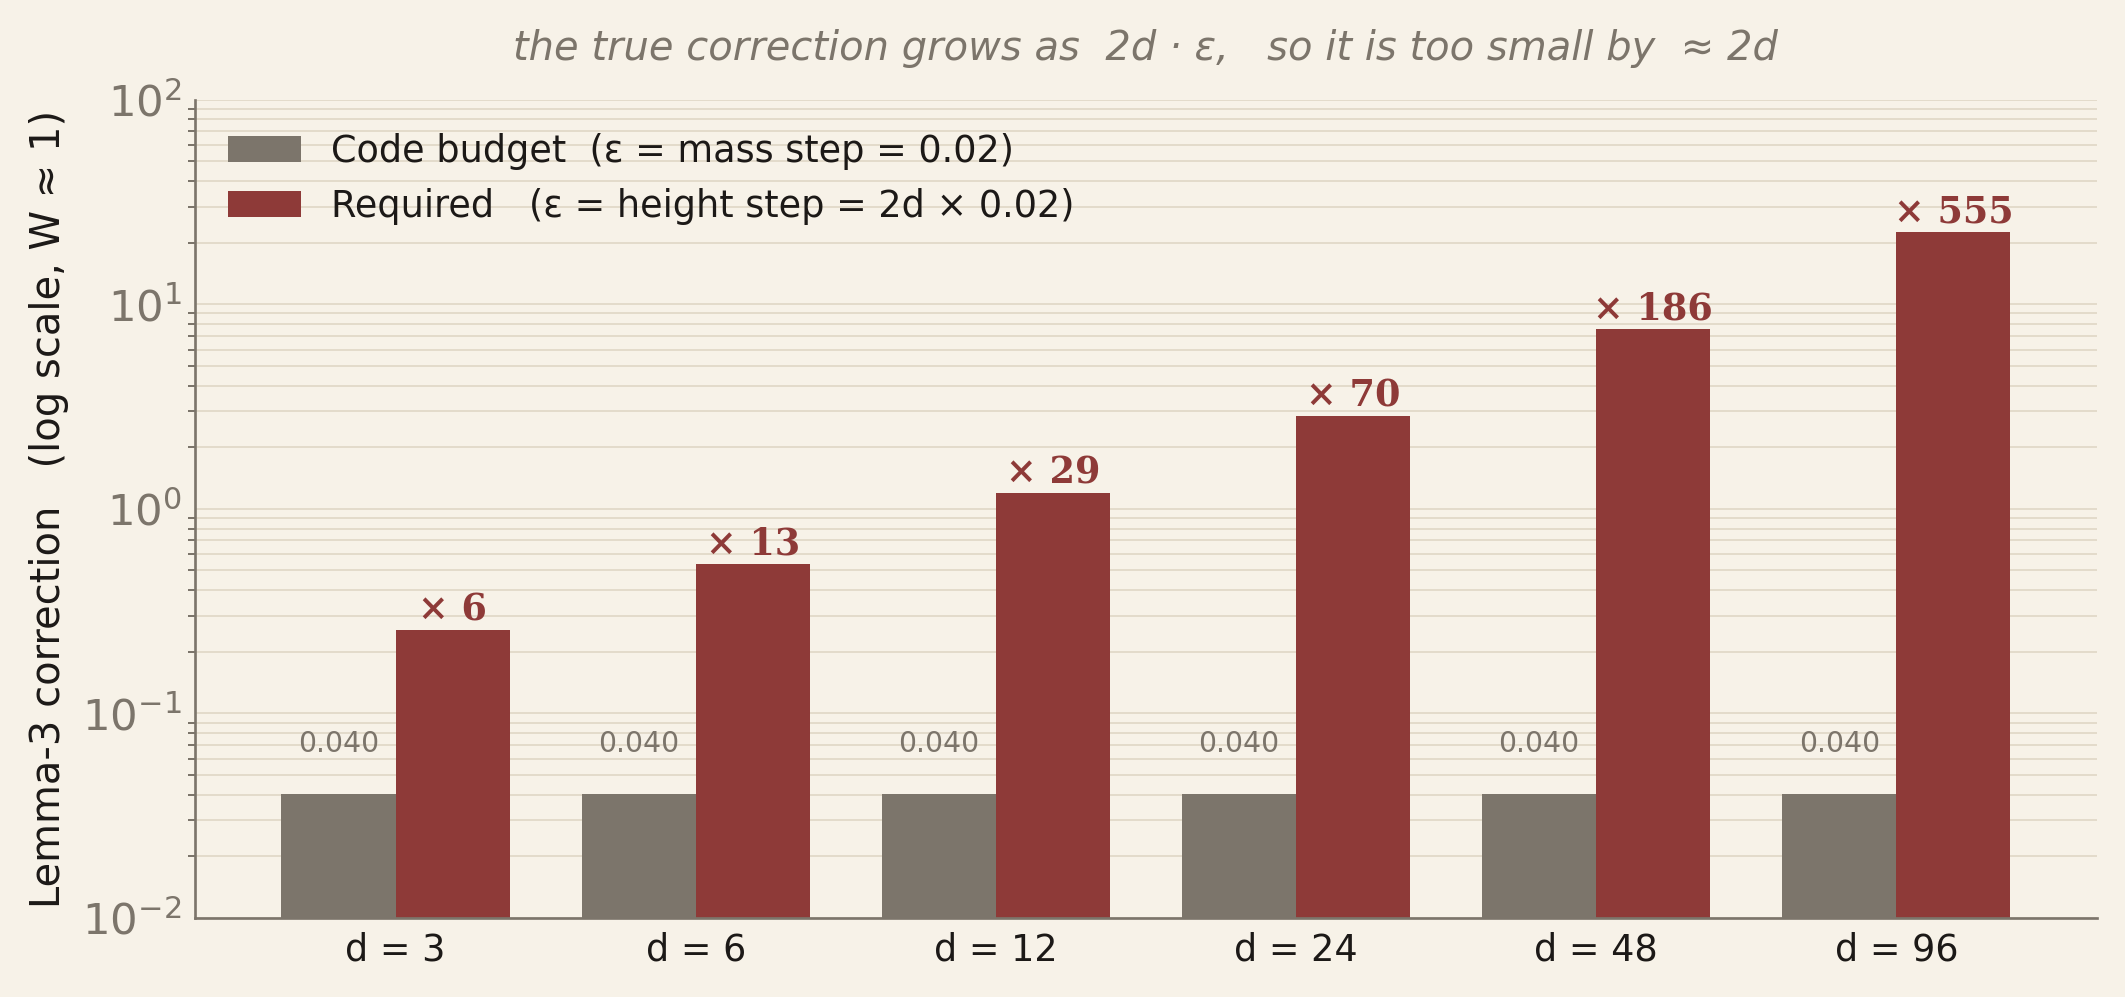 the true correction grows as 2d · ε, so it is too small by ≈ 2d
Lemma-3 correction (log scale, W ≈ 1)
10²
10¹
10⁰
10⁻¹
10⁻²
Code budget (ε = mass step = 0.02)
Required (ε = height step = 2d × 0.02)
× 6
× 13
× 29
× 70
× 186
× 555
0.040
0.040
0.040
0.040
0.040
0.040
d = 3
d = 6
d = 12
d = 24
d = 48
d = 96